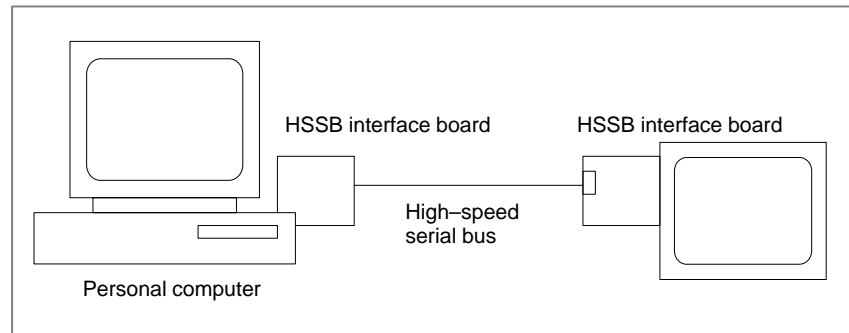 HSSB interface board
HSSB interface board
High–speed
serial bus
Personal computer